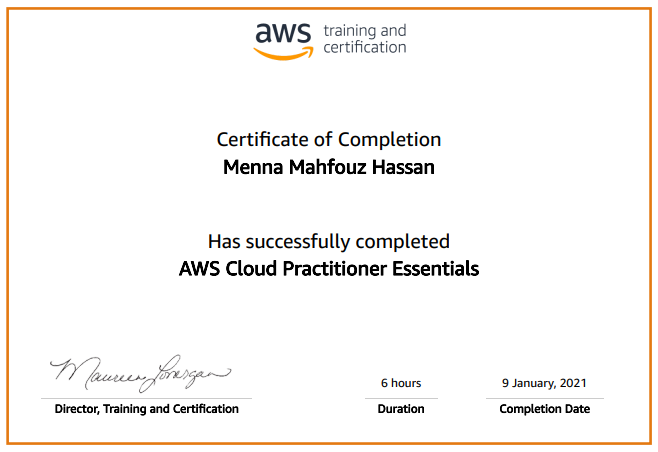 aws training and
certification
Certificate of Completion
Menna Mahfouz Hassan
Has successfully completed
AWS Cloud Practitioner Essentials
Maureen Lonergan
6 hours
9 January, 2021
Director, Training and Certification
Duration
Completion Date